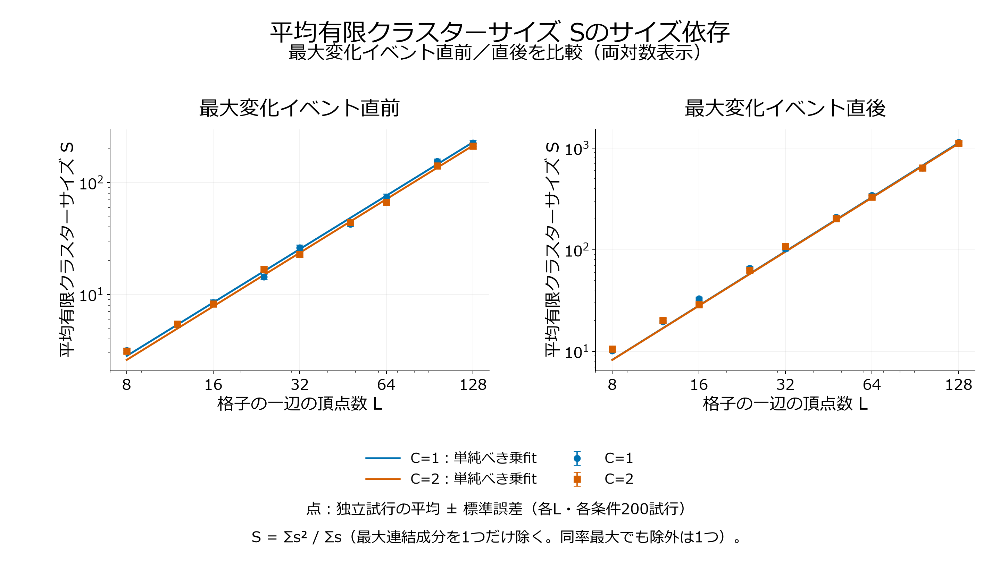 平均有限クラスターサイズ Sのサイズ依存
最大変化イベント直前／直後を比較（両対数表示）
最大変化イベント直前
平均有限クラスターサイズ S
10²
10¹
8 16 32 64 128
格子の一辺の頂点数 L
最大変化イベント直後
平均有限クラスターサイズ S
10³
10²
10¹
8 16 32 64 128
格子の一辺の頂点数 L
C=1：単純べき乗fit
C=2：単純べき乗fit
C=1
C=2
点：独立試行の平均 ± 標準誤差（各L・各条件200試行）
S = Σs² / Σs（最大連結成分を1つだけ除く。同率最大でも除外は1つ）。